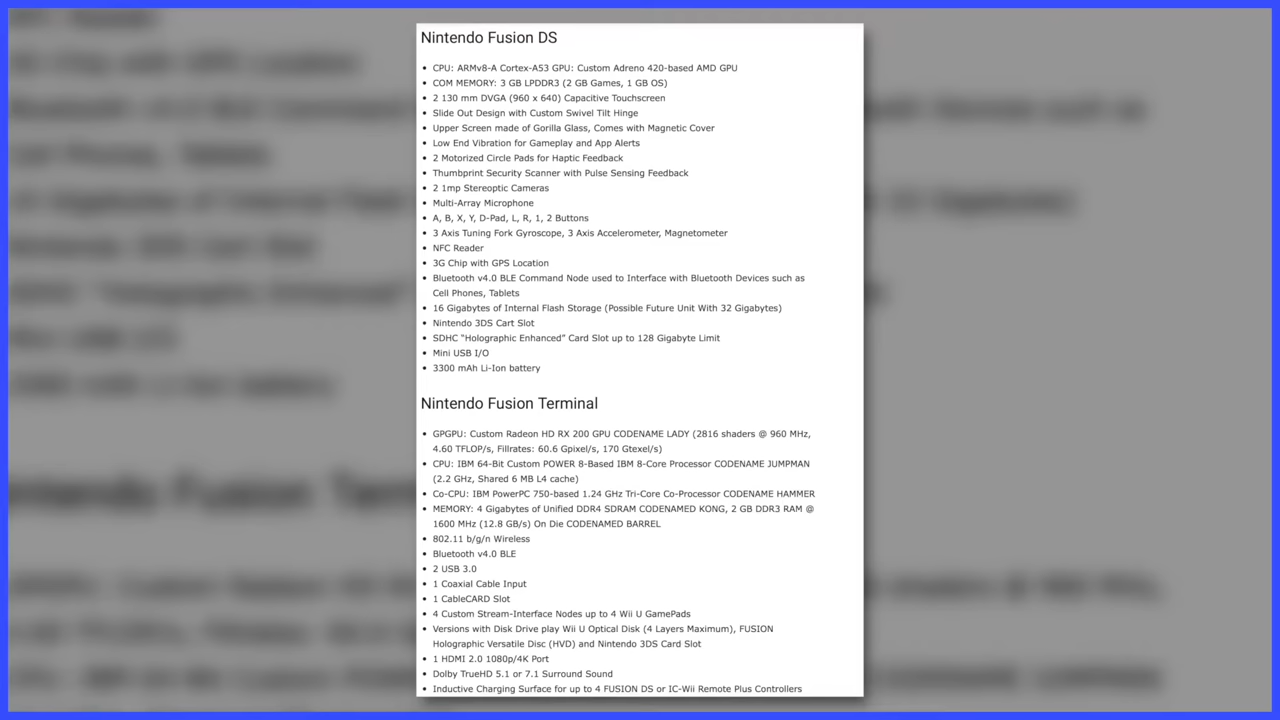 Nintendo Fusion DS
• CPU: ARMv8-A Cortex-A53 GPU: Custom Adreno 420-based AMD GPU
• COM MEMORY: 3 GB LPDDR3 (2 GB Games, 1 GB OS)
• 2 130 mm DVGA (960 x 640) Capacitive Touchscreen
• Slide Out Design with Custom Swivel Tilt Hinge
• Upper Screen made of Gorilla Glass, Comes with Magnetic Cover
• Low End Vibration for Gameplay and App Alerts
• 2 Motorized Circle Pads for Haptic Feedback
• Thumbprint Security Scanner with Pulse Sensing Feedback
• 2 1mp Stereoptic Cameras
• Multi-Array Microphone
• A, B, X, Y, D-Pad, L, R, 1, 2 Buttons
• 3 Axis Tuning Fork Gyroscope, 3 Axis Accelerometer, Magnetometer
• NFC Reader
• 3G Chip with GPS Location
• Bluetooth v4.0 BLE Command Node used to Interface with Bluetooth Devices such as
Cell Phones, Tablets
• 16 Gigabytes of Internal Flash Storage (Possible Future Unit With 32 Gigabytes)
• Nintendo 3DS Cart Slot
• SDHC “Holographic Enhanced” Card Slot up to 128 Gigabyte Limit
• Mini USB I/O
• 3300 mAh Li-Ion battery
Nintendo Fusion Terminal
• GPGPU: Custom Radeon HD RX 200 GPU CODENAME LADY (2816 shaders @ 960 MHz,
4.60 TFLOP/s, Fillrates: 60.6 Gpixel/s, 170 Gtexel/s)
• CPU: IBM 64-Bit Custom POWER 8-Based IBM 8-Core Processor CODENAME JUMPMAN
(2.2 GHz, Shared 6 MB L4 cache)
• Co-CPU: IBM PowerPC 750-based 1.24 GHz Tri-Core Co-Processor CODENAME HAMMER
• MEMORY: 4 Gigabytes of Unified DDR4 SDRAM CODENAMED KONG, 2 GB DDR3 RAM @
1600 MHz (12.8 GB/s) On Die CODENAMED BARREL
• 802.11 b/g/n Wireless
• Bluetooth v4.0 BLE
• 2 USB 3.0
• 1 Coaxial Cable Input
• 1 CableCARD Slot
• 4 Custom Stream-Interface Nodes up to 4 Wii U GamePads
• Versions with Disk Drive play Wii U Optical Disk (4 Layers Maximum), FUSION
Holographic Versatile Disc (HVD) and Nintendo 3DS Card Slot
• 1 HDMI 2.0 1080p/4K Port
• Dolby TrueHD 5.1 or 7.1 Surround Sound
• Inductive Charging Surface for up to 4 FUSION DS or IC-Wii Remote Plus Controllers